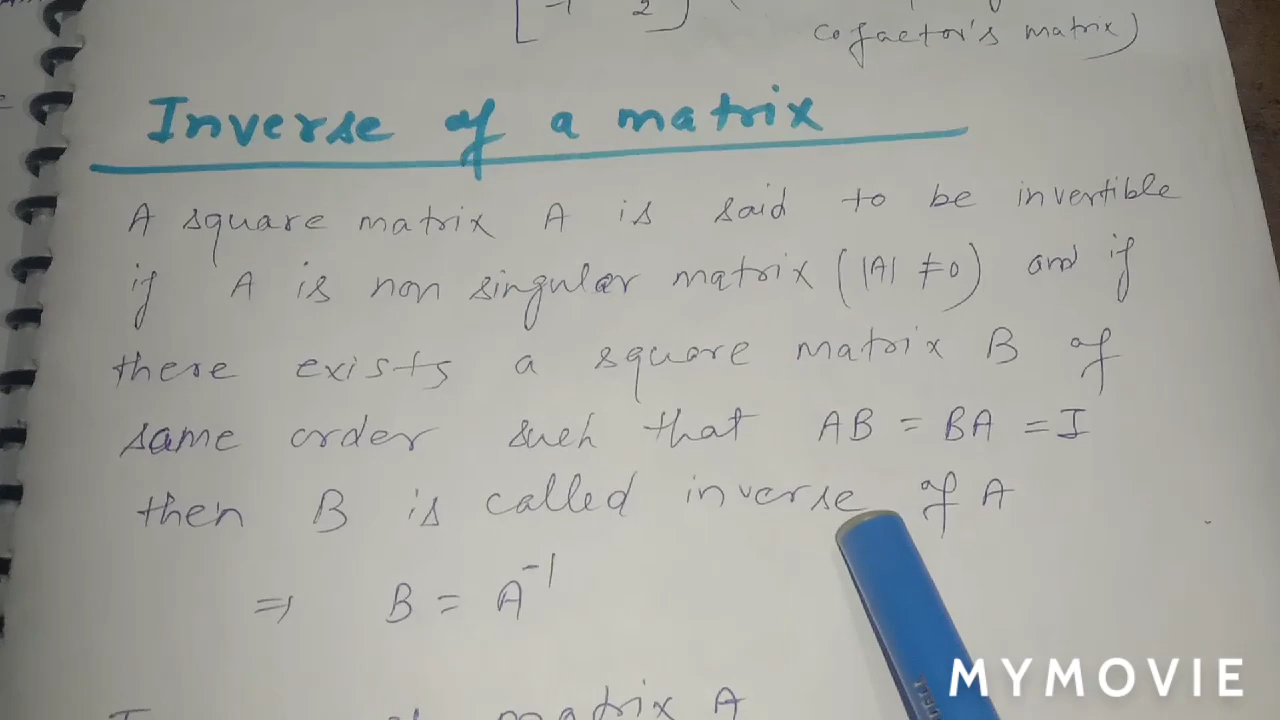 [-1 2]
cofactor's matrix)
Inverse of a matrix
A square matrix A is said to be invertible
if A is non singular matrix (|A| ≠ 0) and if
there exists a square matrix B of
same order such that AB = BA = I
then B is called inverse of A
⇒ B = A⁻¹
matrix A
MYMOVIE